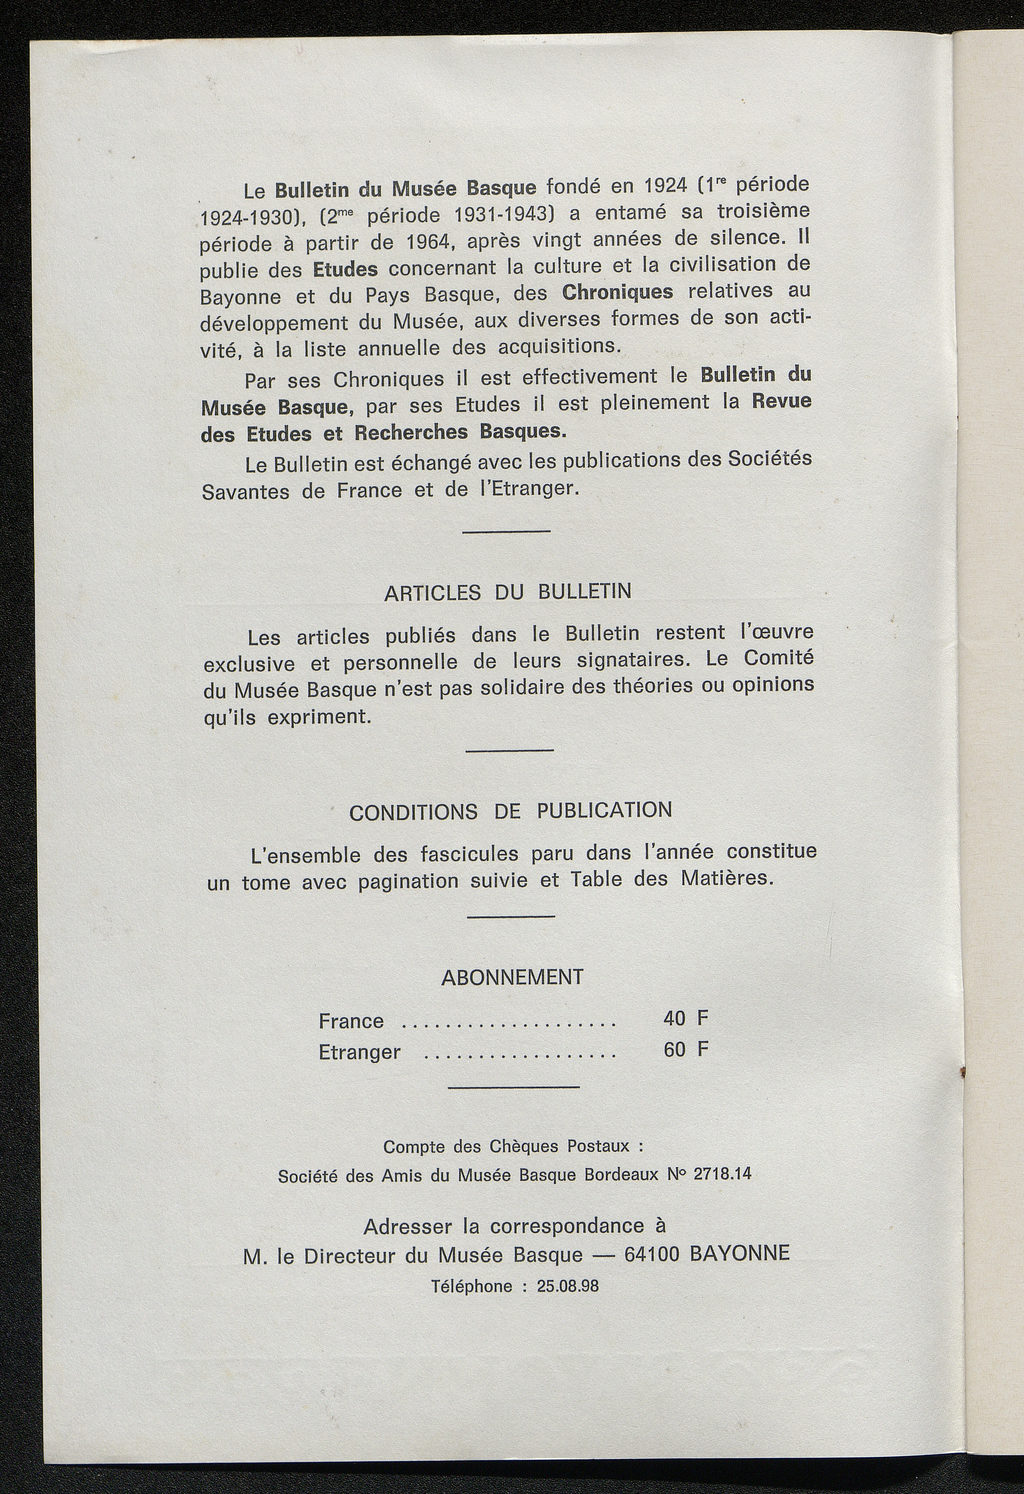 Le Bulletin du Musée Basque fondé en 1924 (1re période
1924-1930), (2me période 1931-1943) a entamé sa troisième
période à partir de 1964, après vingt années de silence. Il
publie des Etudes concernant la culture et la civilisation de
Bayonne et du Pays Basque, des Chroniques relatives au
développement du Musée, aux diverses formes de son acti-
vité, à la liste annuelle des acquisitions.
Par ses Chroniques il est effectivement le Bulletin du
Musée Basque, par ses Etudes il est pleinement la Revue
des Etudes et Recherches Basques.
Le Bulletin est échangé avec les publications des Sociétés
Savantes de France et de l'Etranger.
ARTICLES DU BULLETIN
Les articles publiés dans le Bulletin restent l'œuvre
exclusive et personnelle de leurs signataires. Le Comité
du Musée Basque n'est pas solidaire des théories ou opinions
qu'ils expriment.
CONDITIONS DE PUBLICATION
L'ensemble des fascicules paru dans l'année constitue
un tome avec pagination suivie et Table des Matières.
ABONNEMENT
France .................... 40 F
Etranger .................. 60 F
Compte des Chèques Postaux :
Société des Amis du Musée Basque Bordeaux N° 2718.14
Adresser la correspondance à
M. le Directeur du Musée Basque — 64100 BAYONNE
Téléphone : 25.08.98